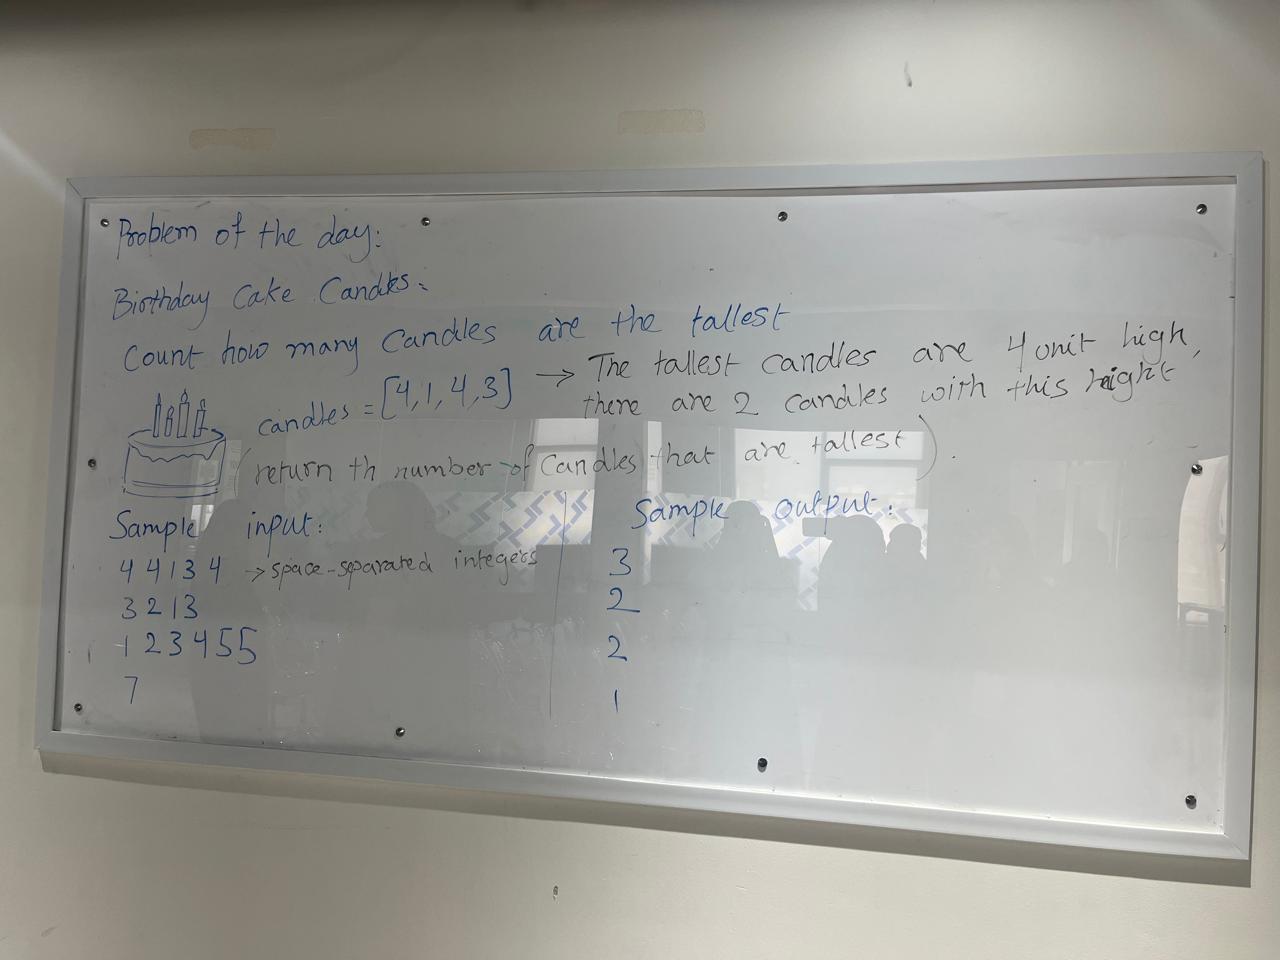 Problem of the day:
Birthday Cake Candles:
Count how many Candles are the tallest
candles = [4,1,4,3] → The tallest candles are 4 unit high,
there are 2 candles with this height
(return th number of Candles that are tallest).
Sample input:
4 4 1 3 4 → space-separated integers
3 2 1 3
1 2 3 4 5 5
7
Sample output:
3
2
2
1